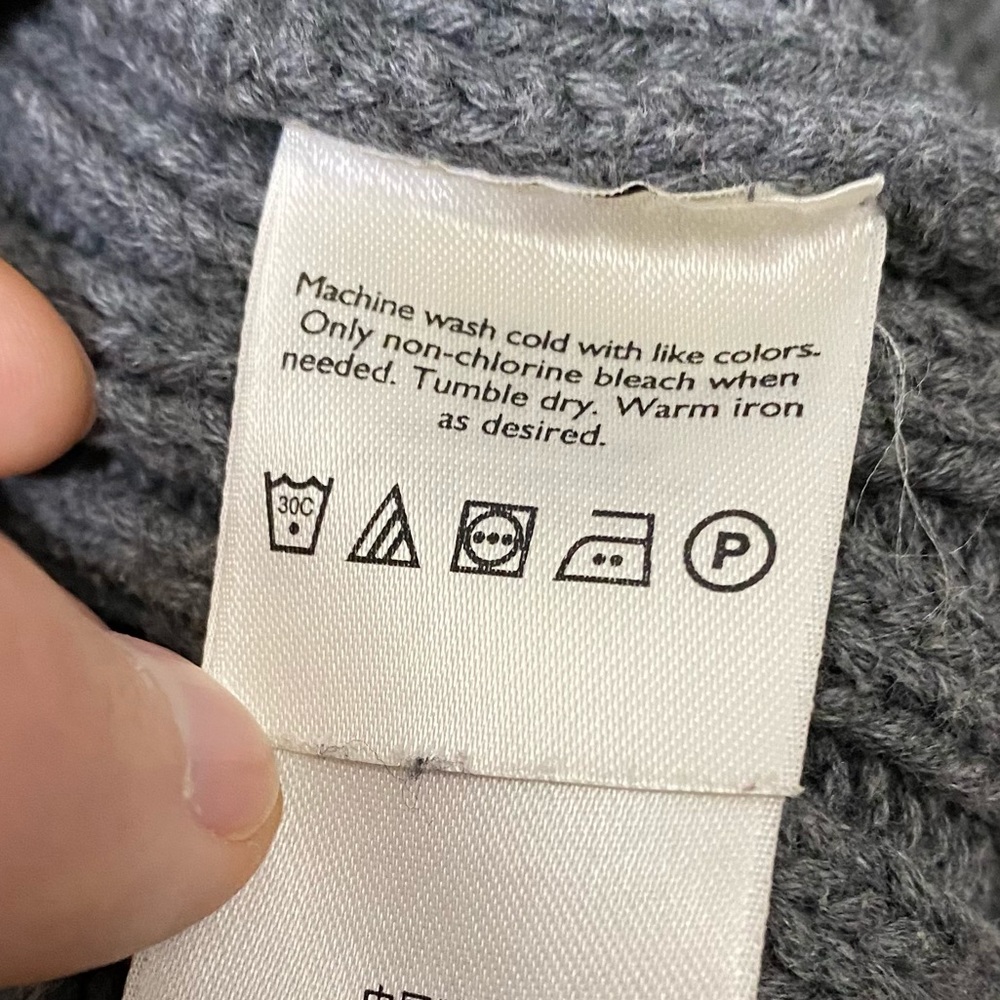 Machine wash cold with like colors.
Only non-chlorine bleach when
needed. Tumble dry. Warm iron
as desired.
30C
P